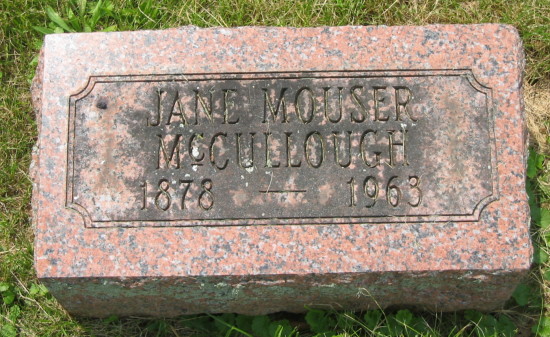 JANE MOUSER
McCULLOUGH
1878 — 1963